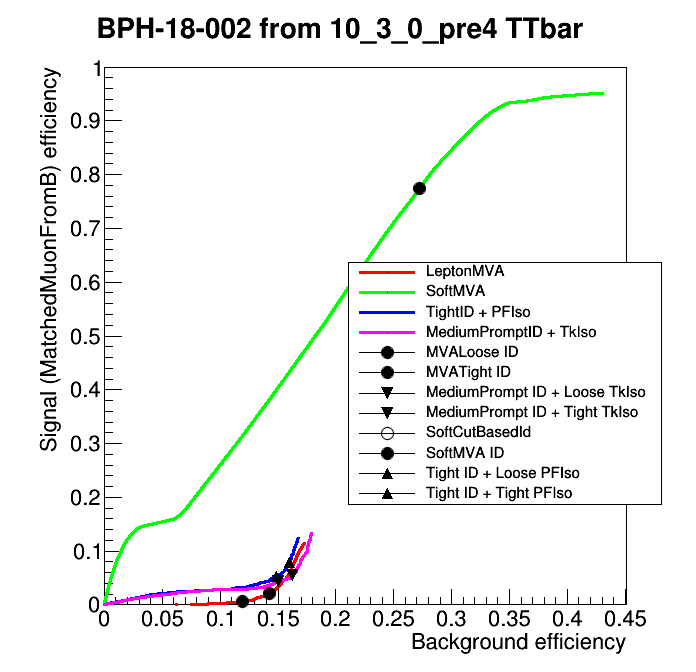 BPH-18-002 from 10_3_0_pre4 TTbar
Signal (MatchedMuonFromB) efficiency
1
0.9
0.8
0.7
0.6
0.5
0.4
0.3
0.2
0.1
0
LeptonMVA
SoftMVA
TightID + PFIso
MediumPromptID + TkIso
MVALoose ID
MVATight ID
MediumPrompt ID + Loose TkIso
MediumPrompt ID + Tight TkIso
SoftCutBasedId
SoftMVA ID
Tight ID + Loose PFIso
Tight ID + Tight PFIso
0 0.05 0.1 0.15 0.2 0.25 0.3 0.35 0.4 0.45
Background efficiency